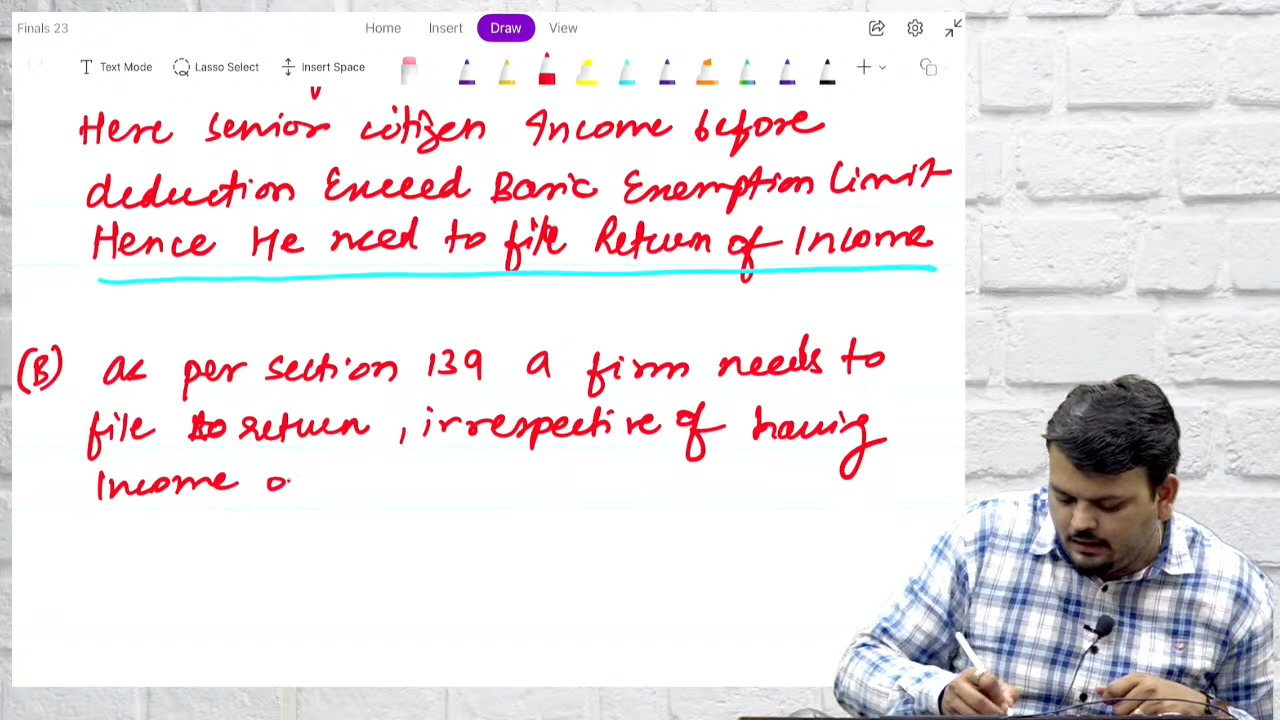 Finals 23
Home Insert Draw View
Text Mode Lasso Select Insert Space
Here senior citizen Income before
deduction Exceed Basic Exemption Limit
Hence He need to file Return of Income
(B) as per section 139 a firm needs to
file to return , irrespective of having
Income o